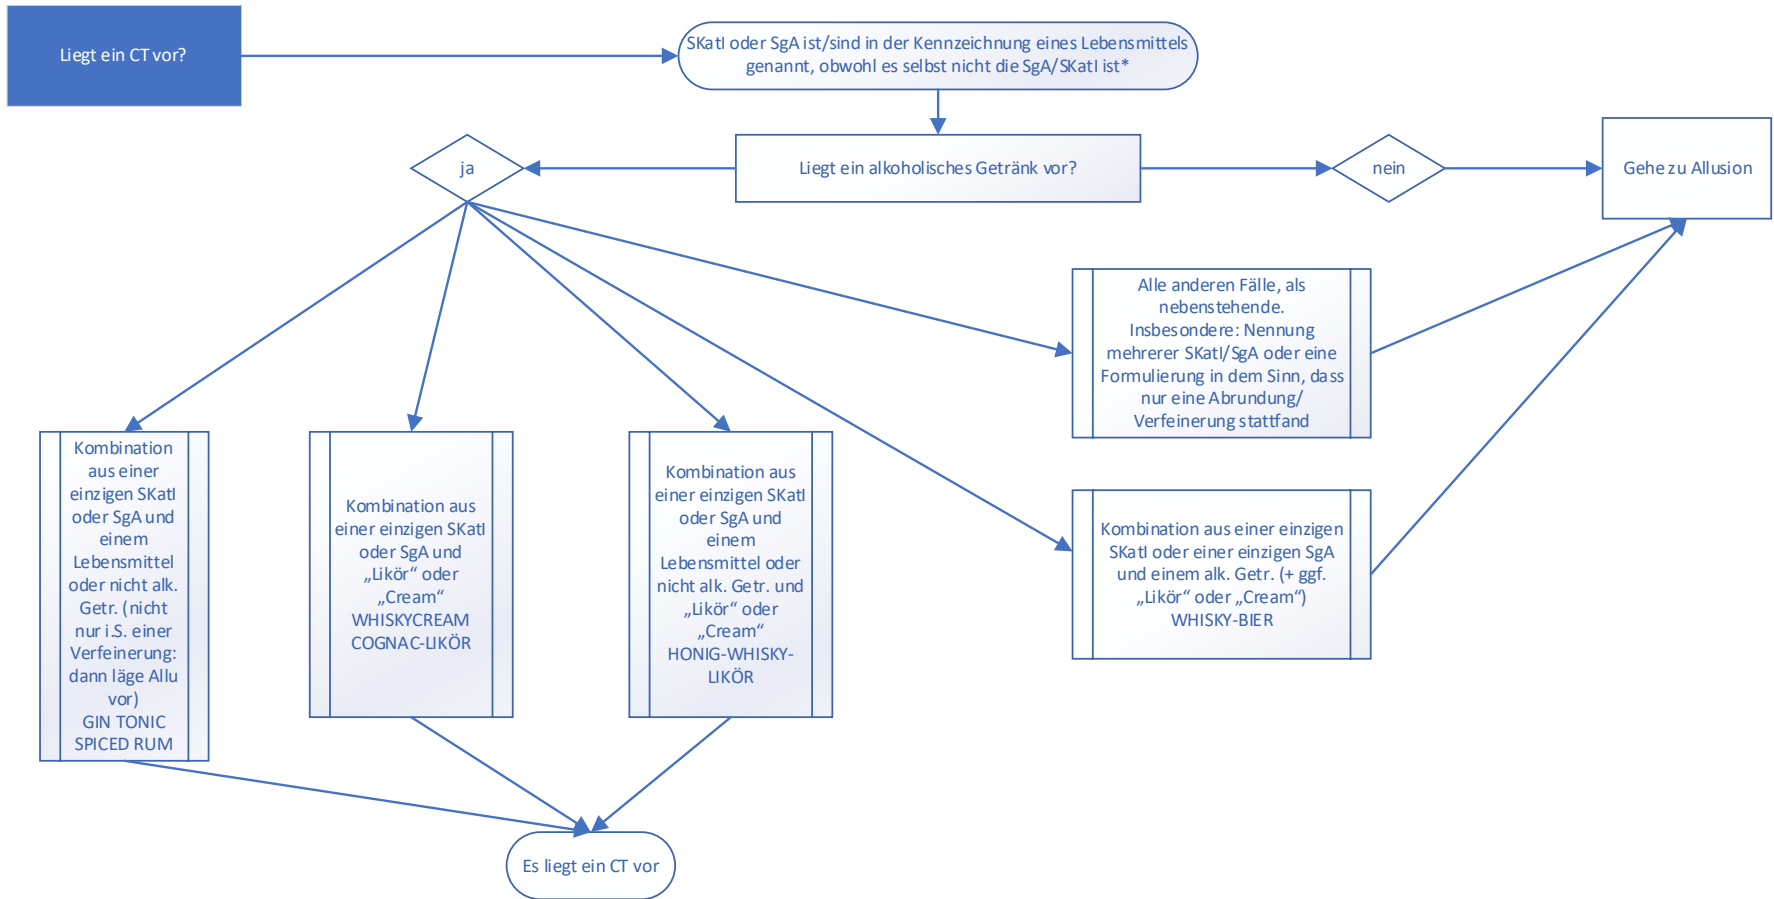 Liegt ein CT vor?
SKatI oder SgA ist/sind in der Kennzeichnung eines Lebensmittels
genannt, obwohl es selbst nicht die SgA/SKatI ist*
ja
Liegt ein alkoholisches Getränk vor?
nein
Gehe zu Allusion
Alle anderen Fälle, als
nebenstehende.
Insbesondere: Nennung
mehrerer SKatI/SgA oder eine
Formulierung in dem Sinn, dass
nur eine Abrundung/
Verfeinerung stattfand
Kombination
aus einer
einzigen SKatI
oder SgA und
einem
Lebensmittel
oder nicht alk.
Getr. (nicht
nur i.S. einer
Verfeinerung:
dann läge Allu
vor)
GIN TONIC
SPICED RUM
Kombination aus
einer einzigen SKatI
oder SgA und
„Likör“ oder
„Cream“
WHISKYCREAM
COGNAC-LIKÖR
Kombination aus
einer einzigen SKatI
oder SgA und
einem
Lebensmittel oder
nicht alk. Getr. und
„Likör“ oder
„Cream“
HONIG-WHISKY-
LIKÖR
Kombination aus einer einzigen
SKatI oder einer einzigen SgA
und einem alk. Getr. (+ ggf.
„Likör“ oder „Cream“)
WHISKY-BIER
Es liegt ein CT vor